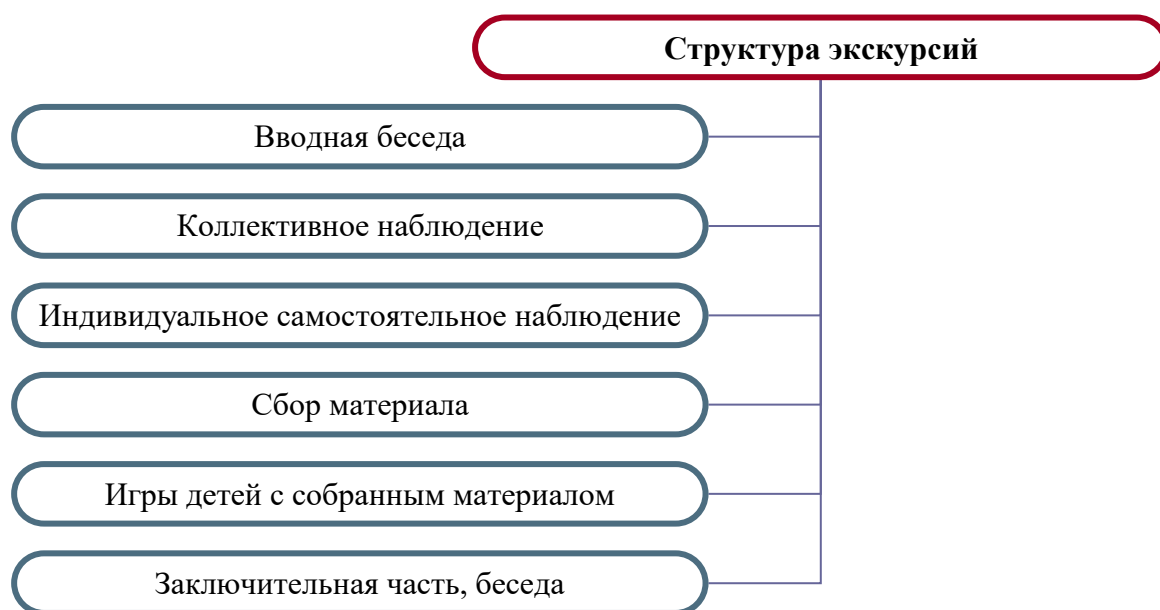 Структура экскурсий
Вводная беседа
Коллективное наблюдение
Индивидуальное самостоятельное наблюдение
Сбор материала
Игры детей с собранным материалом
Заключительная часть, беседа